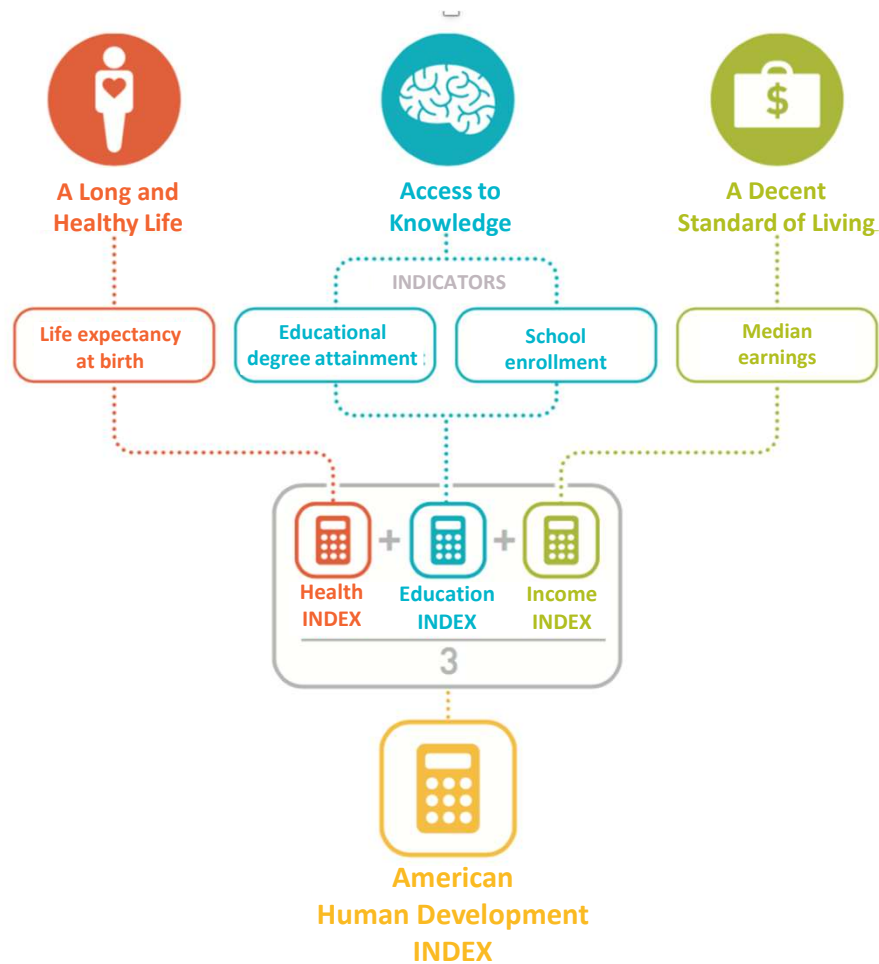 $
A Long and
Healthy Life
Access to
Knowledge
A Decent
Standard of Living
INDICATORS
Life expectancy
at birth
Educational
degree attainment :
School
enrollment
Median
earnings
+
+
Health
INDEX
Education
INDEX
Income
INDEX
3
American
Human Development
INDEX